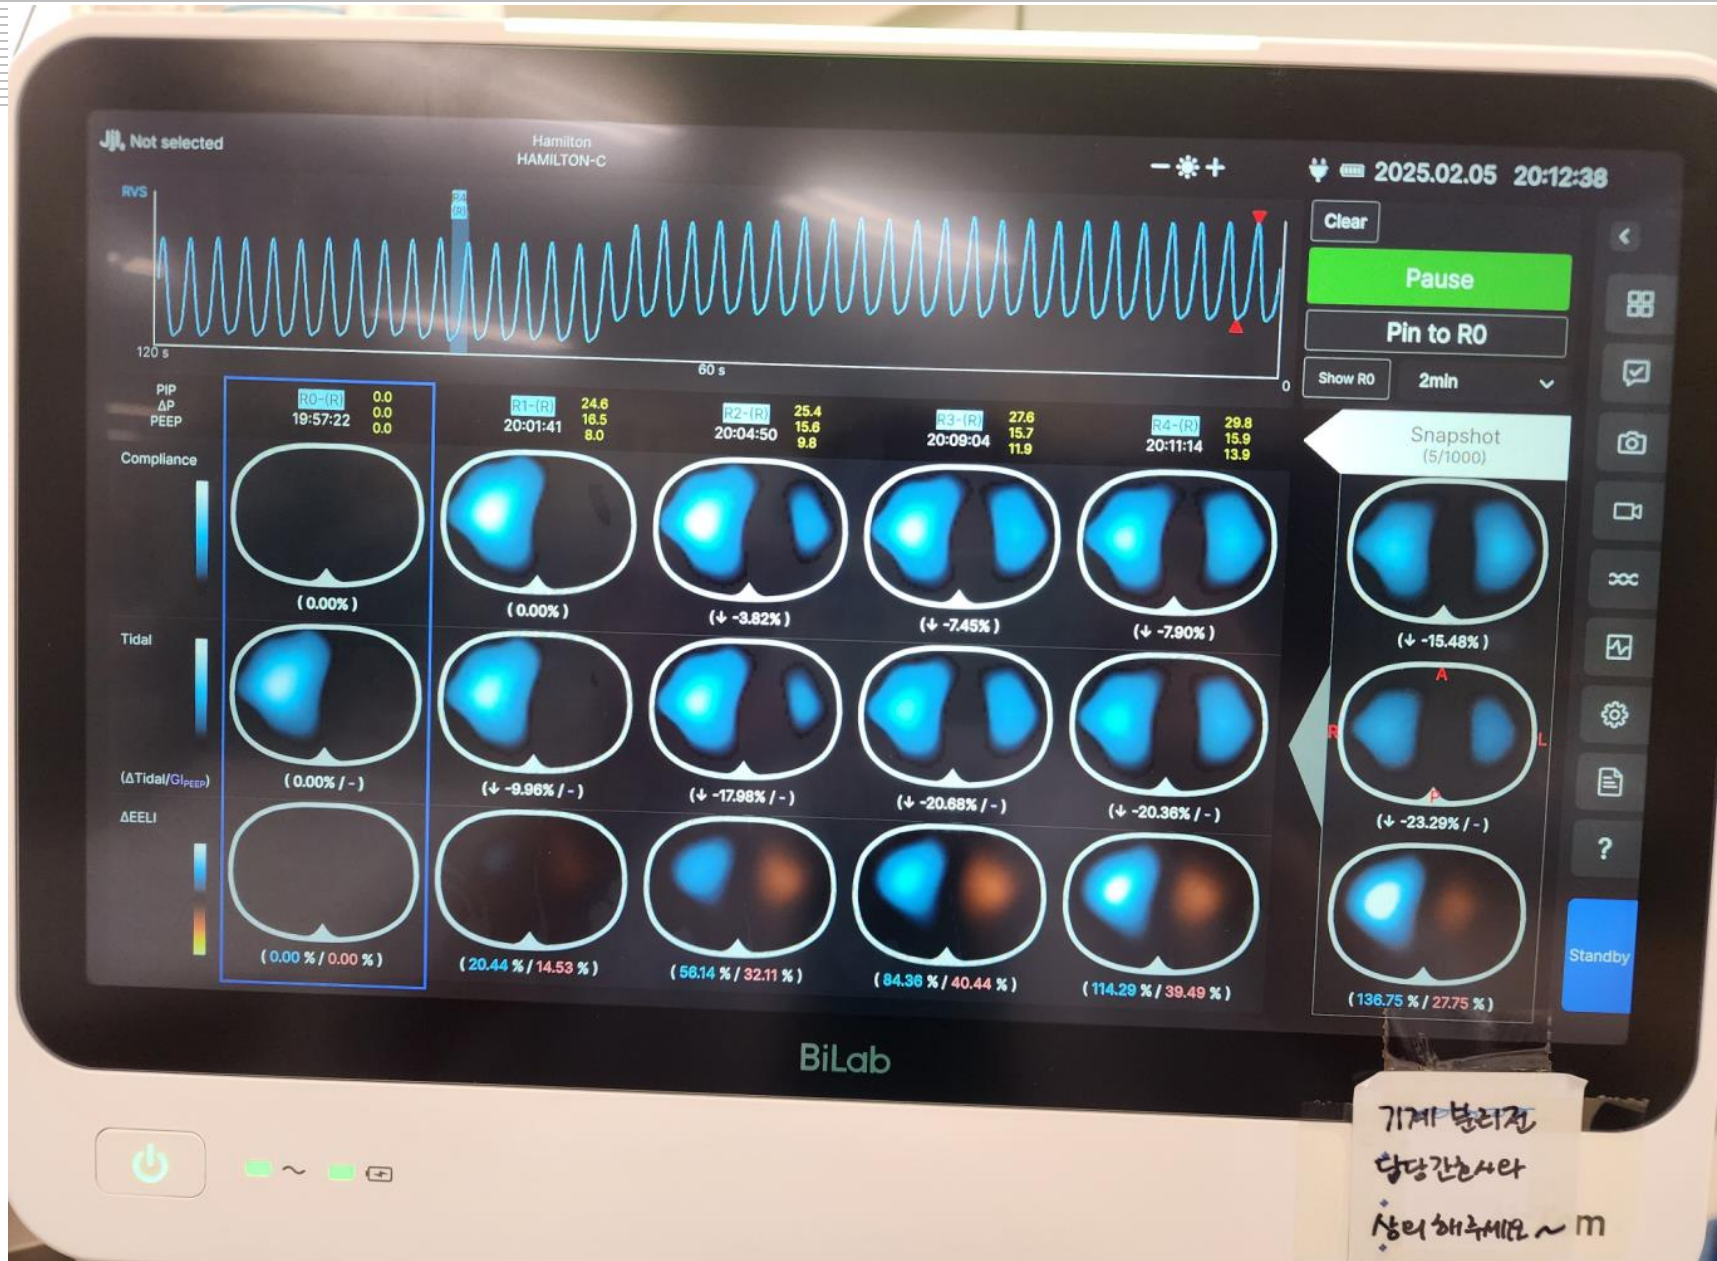 Not selected
Hamilton
HAMILTON-C
2025.02.05 20:12:38
RVS
R4
(R)
Clear
Pause
Pin to R0
Show R0 2min
120 s
60 s
0
PIP
ΔP
PEEP
R0-(R)
19:57:22
0.0
0.0
0.0
R1-(R)
20:01:41
24.6
16.5
8.0
R2-(R)
20:04:50
25.4
15.6
9.8
R3-(R)
20:09:04
27.6
15.7
11.9
R4-(R)
20:11:14
29.8
15.9
13.9
Snapshot
(5/1000)
Compliance
( 0.00% )
( 0.00% )
(↓ -3.82% )
(↓ -7.45% )
(↓ -7.90% )
(↓ -15.48% )
Tidal
A
R
L
P
(ΔTidal/GIPEEP)
( 0.00% / - )
(↓ -9.96% / - )
(↓ -17.98% / - )
(↓ -20.68% / - )
(↓ -20.36% / - )
(↓ -23.29% / - )
ΔEELI
( 0.00 % / 0.00 % )
( 20.44 % / 14.53 % )
( 56.14 % / 32.11 % )
( 84.36 % / 40.44 % )
( 114.29 % / 39.49 % )
( 136.75 % / 27.75 % )
?
Standby
BiLab
기계 분리전
담당간호사와
상의 해주세요~
m